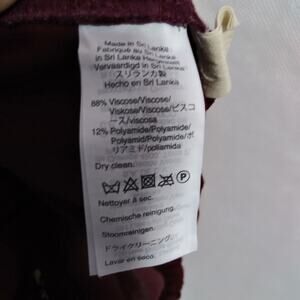 Made in Sri Lanka
Fabriqué au Sri Lanka
In Sri Lanka Hergestellt
Vervaardigd in Sri Lanka
スリランカ製
Hecho en Sri Lanka
88% Viscose/Viscose/
Viskose/Viscose/ビスコ
ース/viscosa
12% Polyamide/Polyamide/
Polyamid/Polyamide/ポ
リアミド/poliamida
Dry clean.
P
Nettoyer à sec.
Chemische reinigung.
Stoomreinigen.
ドライクリーニング.
Lavar en seco.